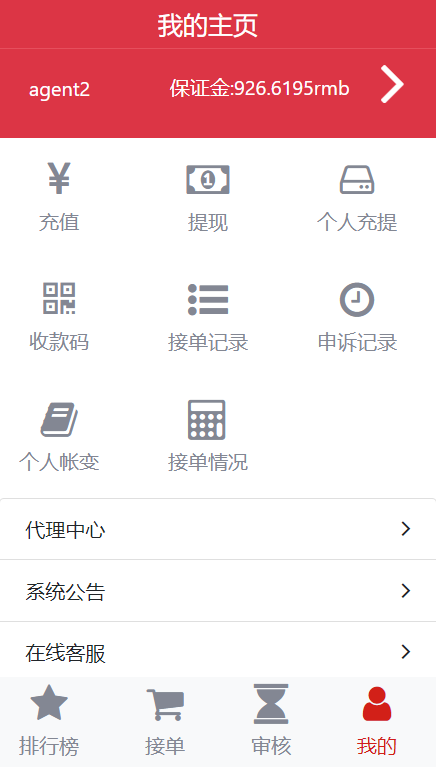 我的主页
agent2 保证金:926.6195rmb
充值 提现 个人充提
收款码 接单记录 申诉记录
个人帐变 接单情况
代理中心
系统公告
在线客服
排行榜 接单 审核 我的